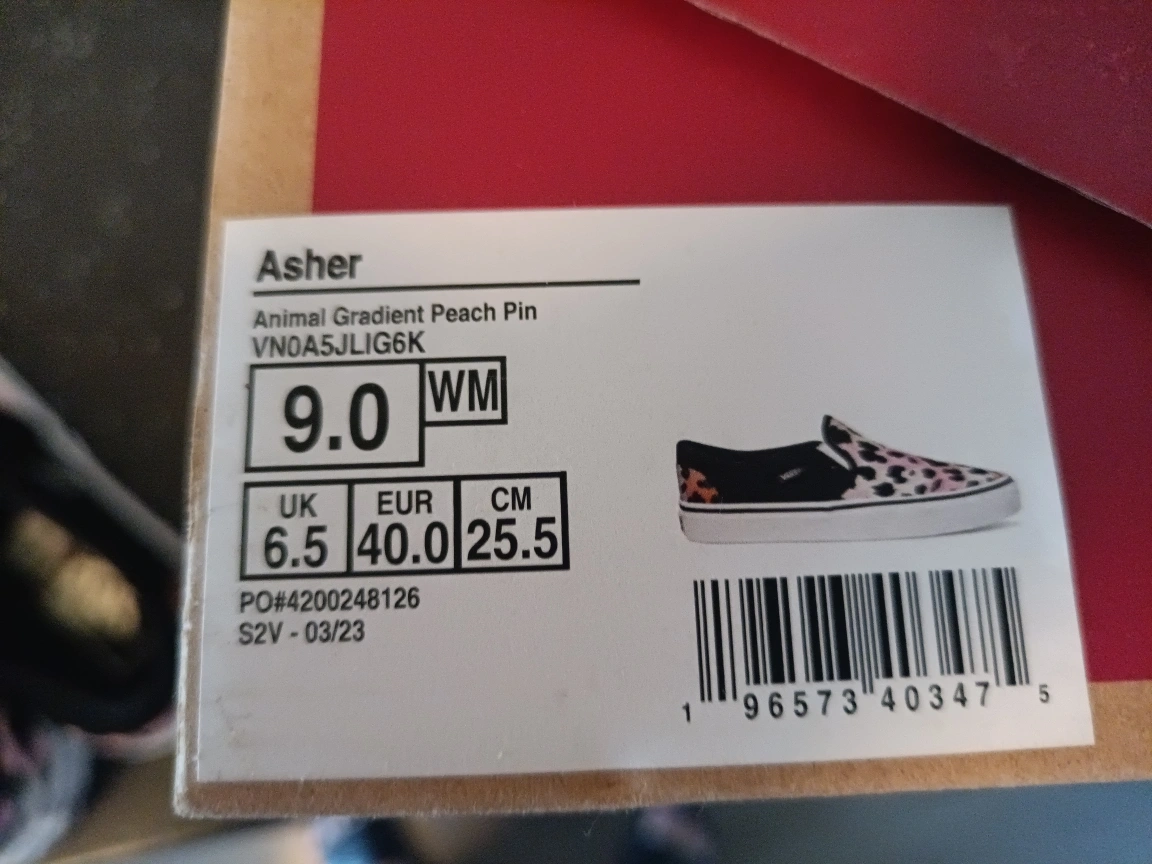 Asher
Animal Gradient Peach Pin
VN0A5JLIG6K
9.0 WM
UK EUR CM
6.5 40.0 25.5
PO#4200248126
S2V - 03/23
1 96573 40347 5